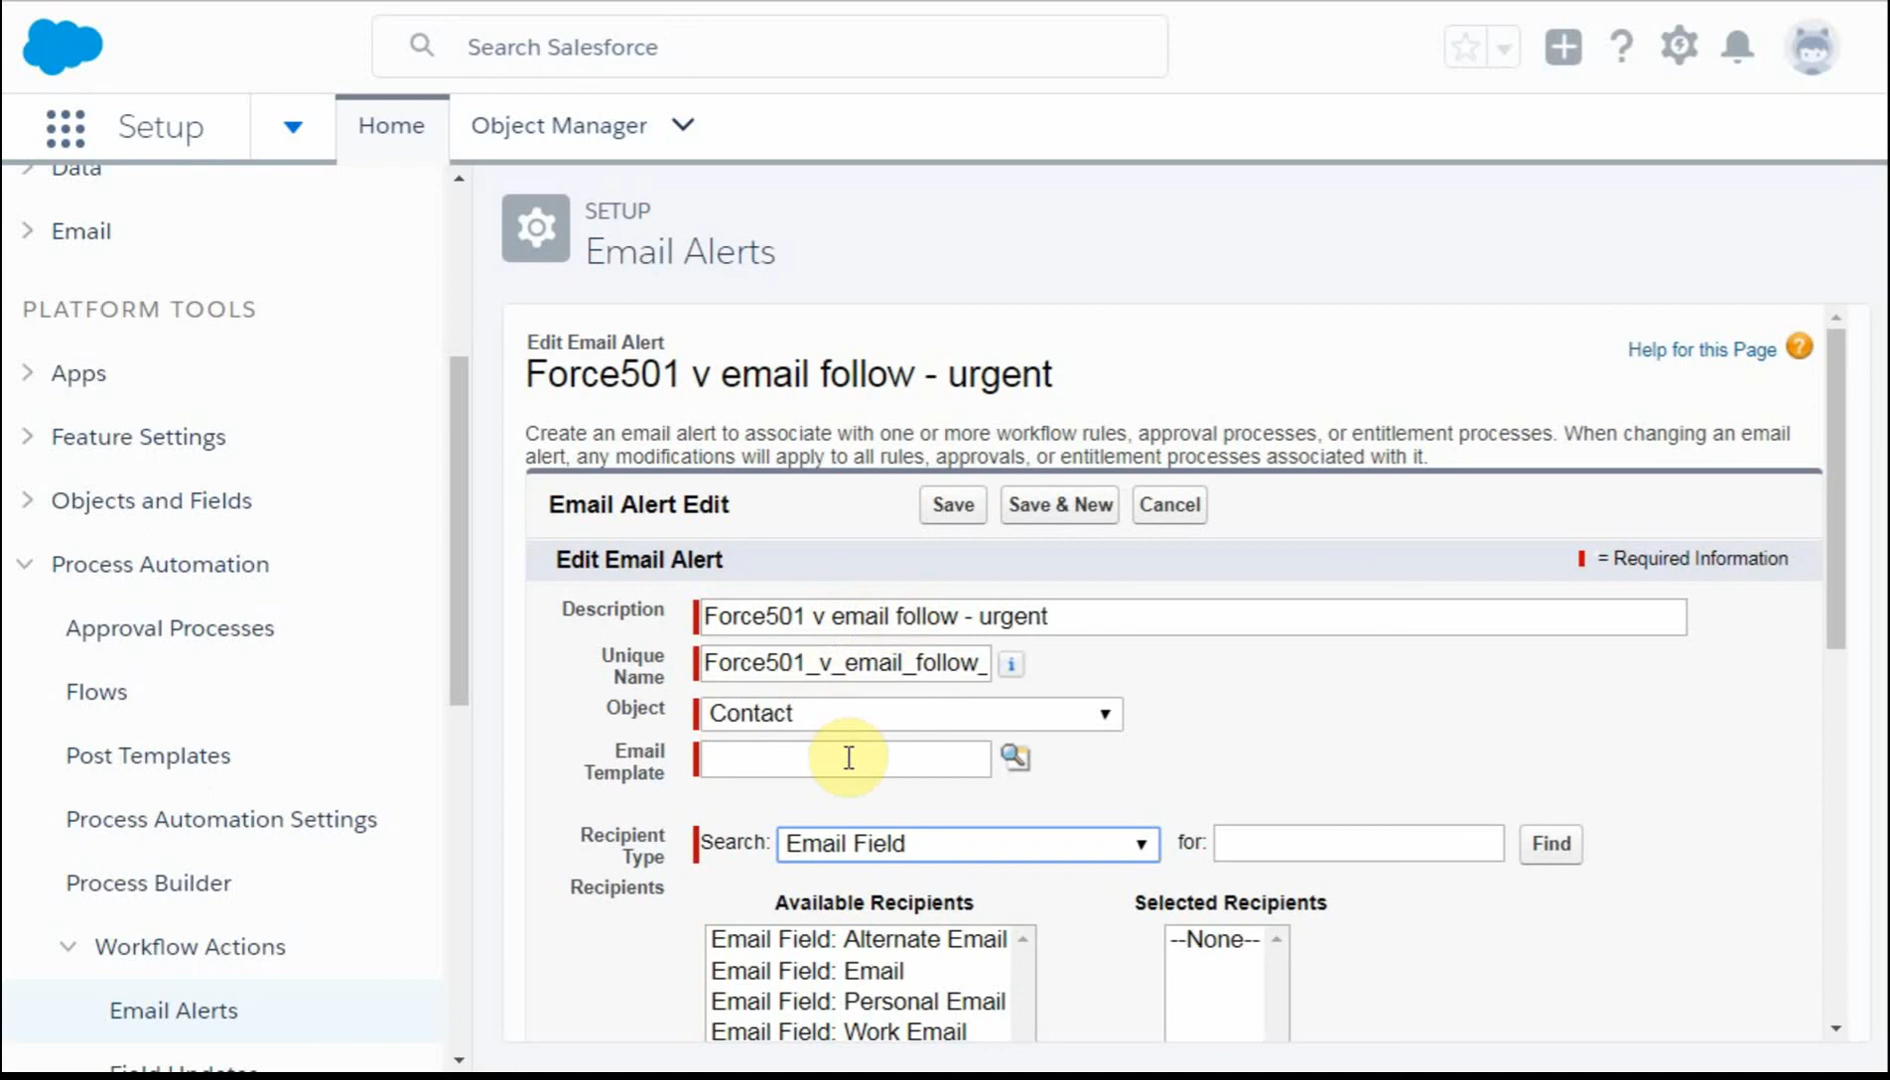 Search Salesforce
Setup
Home
Object Manager
Data
Email
PLATFORM TOOLS
Apps
Feature Settings
Objects and Fields
Process Automation
Approval Processes
Flows
Post Templates
Process Automation Settings
Process Builder
Workflow Actions
Email Alerts
Field Updates
SETUP
Email Alerts
Edit Email Alert
Force501 v email follow - urgent
Help for this Page
Create an email alert to associate with one or more workflow rules, approval processes, or entitlement processes. When changing an email
alert, any modifications will apply to all rules, approvals, or entitlement processes associated with it.
Email Alert Edit
Save
Save & New
Cancel
Edit Email Alert
= Required Information
Description
Force501 v email follow - urgent
Unique
Name
Force501_v_email_follow_
Object
Contact
Email
Template
Recipient
Type
Search:
Email Field
for:
Find
Recipients
Available Recipients
Selected Recipients
Email Field: Alternate Email
Email Field: Email
Email Field: Personal Email
Email Field: Work Email
--None--